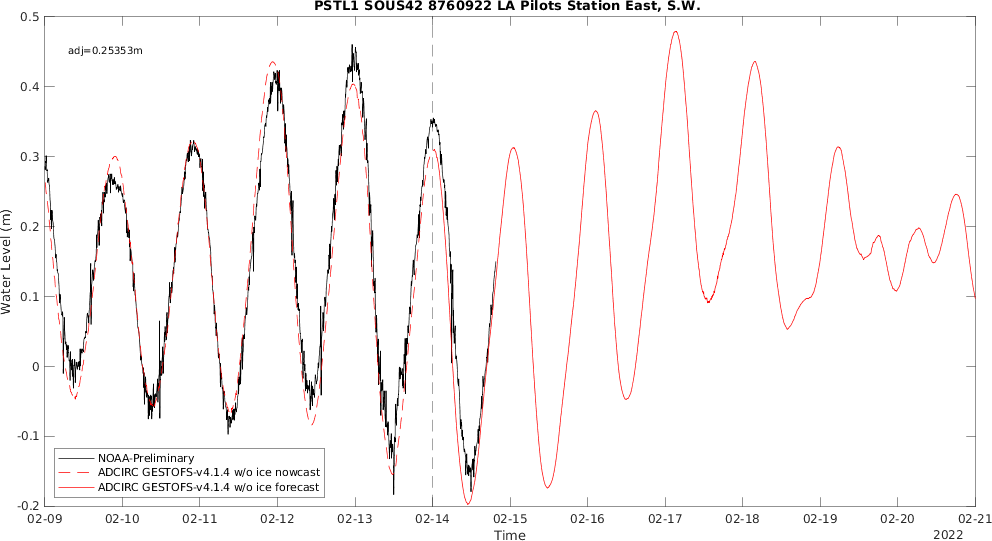 PSTL1 SOUS42 8760922 LA Pilots Station East, S.W.
adj=0.25353m
Water Level (m)
0.5
0.4
0.3
0.2
0.1
0
-0.1
-0.2
NOAA-Preliminary
ADCIRC GESTOFS-v4.1.4 w/o ice nowcast
ADCIRC GESTOFS-v4.1.4 w/o ice forecast
02-09 02-10 02-11 02-12 02-13 02-14 02-15 02-16 02-17 02-18 02-19 02-20 02-21
Time
2022